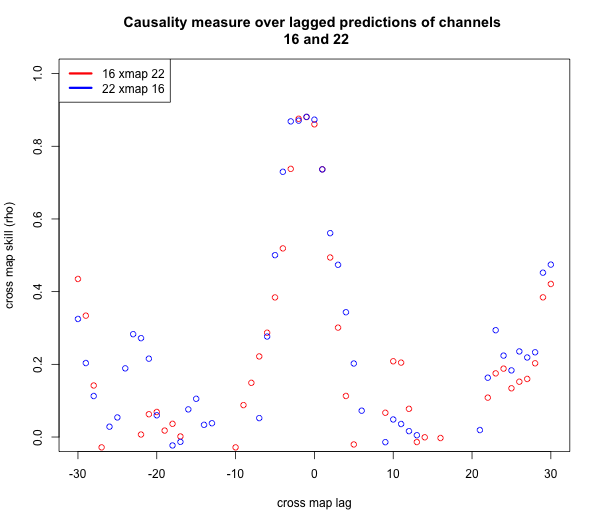 Causality measure over lagged predictions of channels
16 and 22
16 xmap 22
22 xmap 16
cross map skill (rho)
1.0
0.8
0.6
0.4
0.2
0.0
-30 -20 -10 0 10 20 30
cross map lag